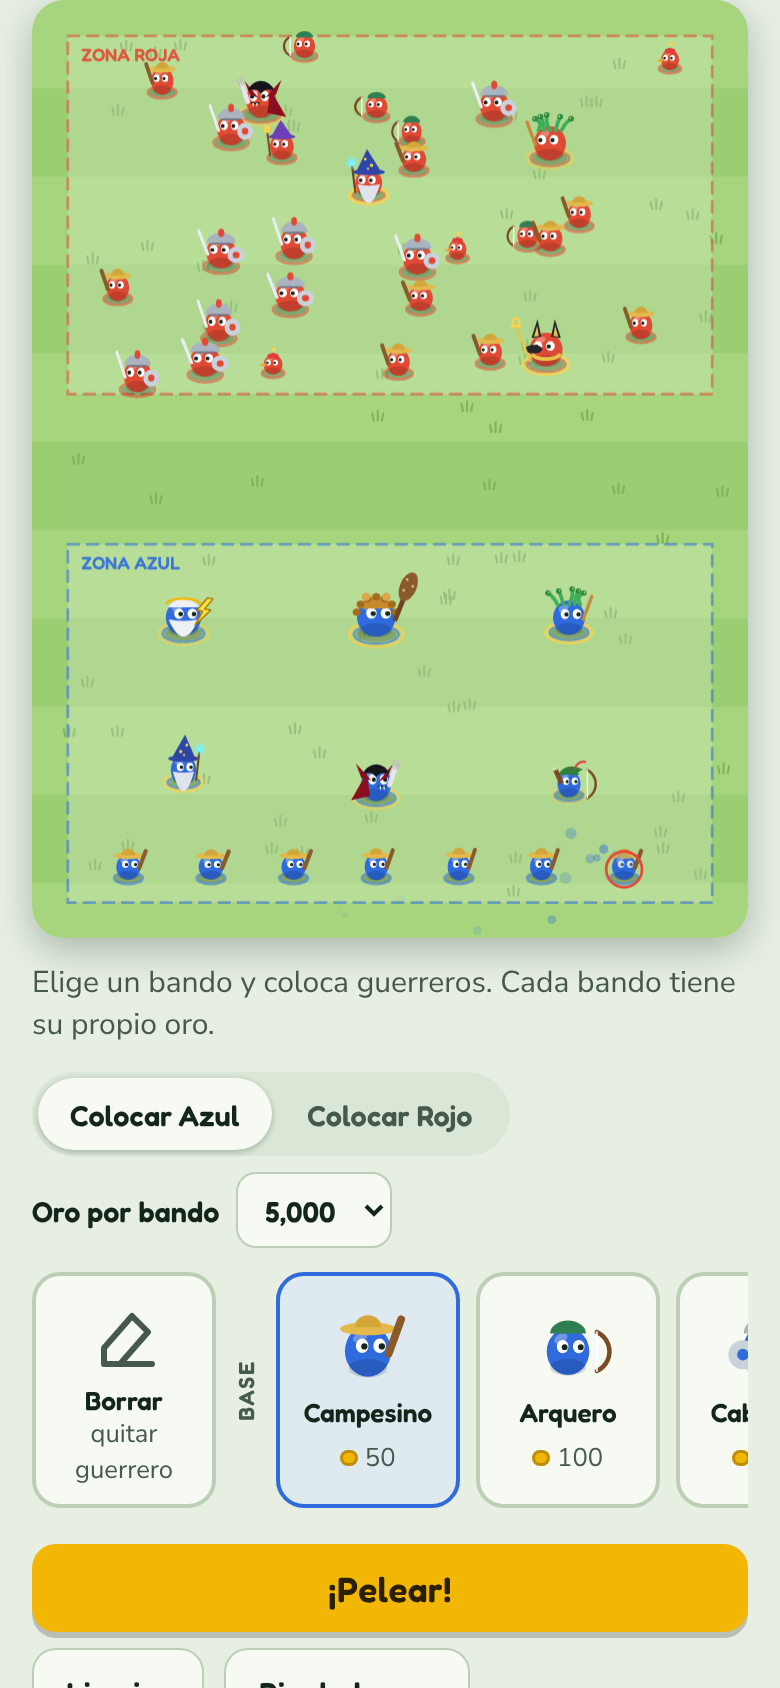 ZONA ROJA
ZONA AZUL
Elige un bando y coloca guerreros. Cada bando tiene
su propio oro.
Colocar Azul
Colocar Rojo
Oro por bando
5,000
Borrar
quitar
guerrero
BASE
Campesino
50
Arquero
100
¡Pelear!